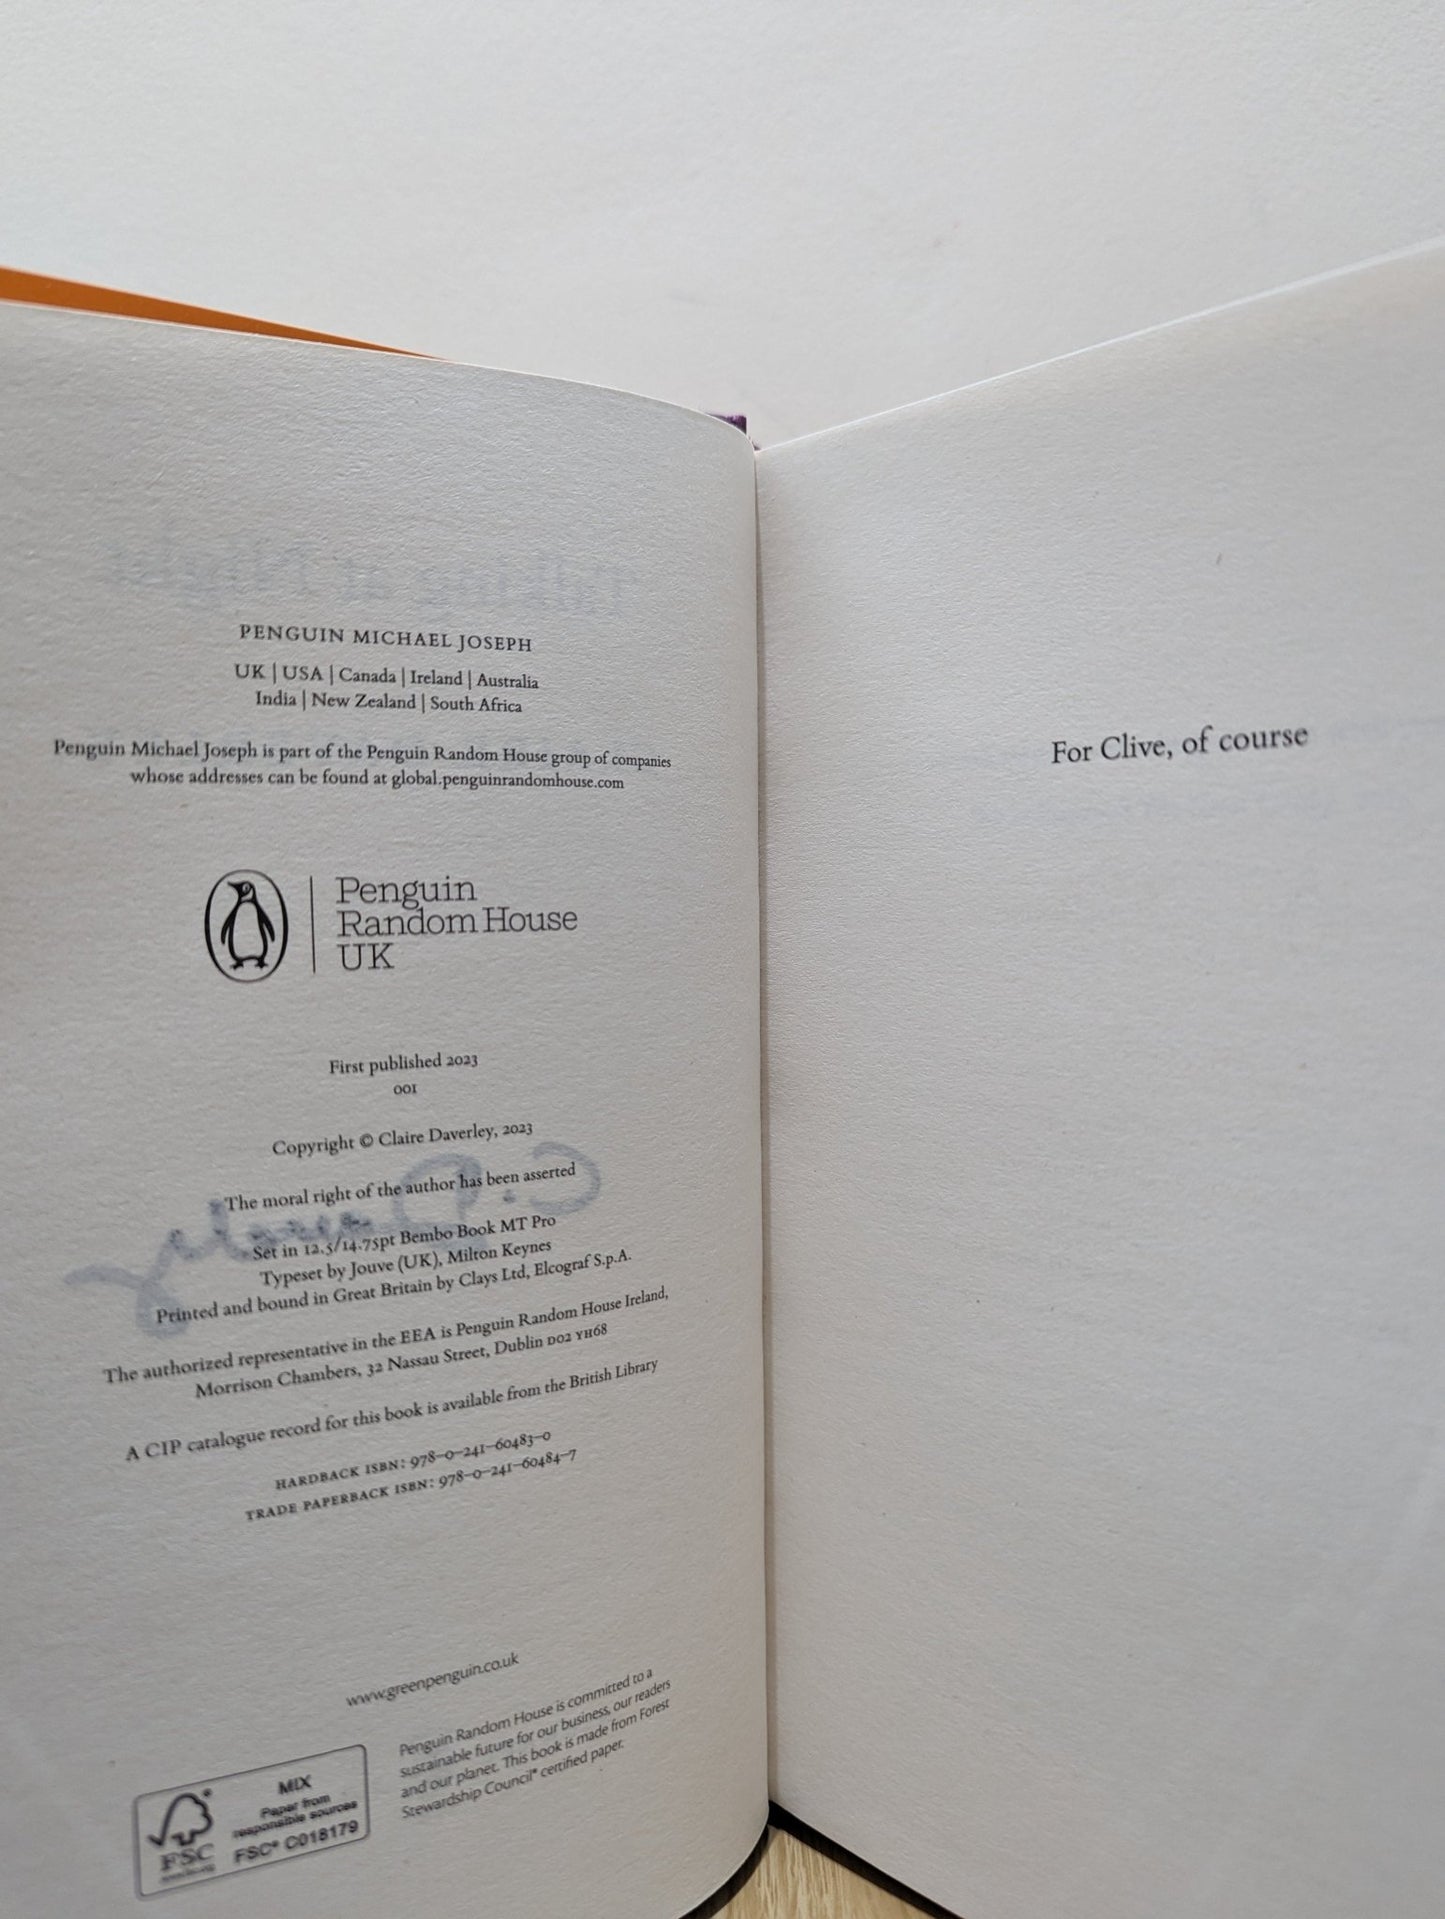 PENGUIN MICHAEL JOSEPH
UK | USA | Canada | Ireland | Australia
India | New Zealand | South Africa
Penguin Michael Joseph is part of the Penguin Random House group of companies
whose addresses can be found at global.penguinrandomhouse.com
Penguin
Random House
UK
First published 2023
001
Copyright © Claire Daverley, 2023
The moral right of the author has been asserted
Set in 12.5/14.75pt Bembo Book MT Pro
Typeset by Jouve (UK), Milton Keynes
Printed and bound in Great Britain by Clays Ltd, Elcograf S.p.A.
The authorized representative in the EEA is Penguin Random House Ireland,
Morrison Chambers, 32 Nassau Street, Dublin D02 YH68
A CIP catalogue record for this book is available from the British Library
HARDBACK ISBN: 978–0–241–60483–0
TRADE PAPERBACK ISBN: 978–0–241–60484–7
www.greenpenguin.co.uk
Penguin Random House is committed to a
sustainable future for our business, our readers
and our planet. This book is made from Forest
Stewardship Council® certified paper.
MIX
Paper from
responsible sources
FSC® C018179
FSC
For Clive, of course